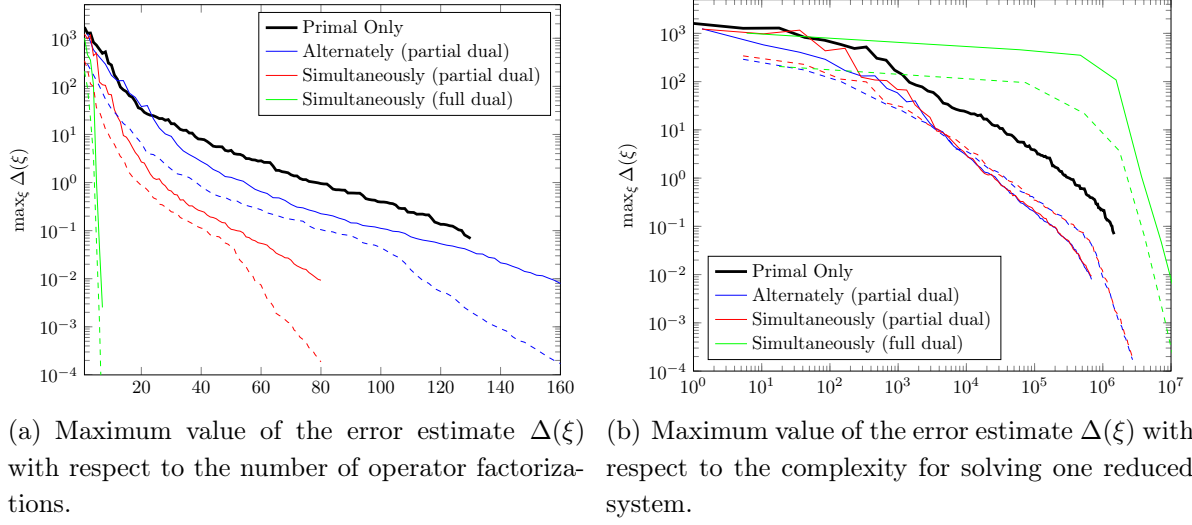 10^3
10^2
10^1
10^0
10^−1
10^−2
10^−3
10^−4
max_ξ Δ(ξ)
20 40 60 80 100 120 140 160
Primal Only
Alternately (partial dual)
Simultaneously (partial dual)
Simultaneously (full dual)
(a) Maximum value of the error estimate Δ(ξ)
with respect to the number of operator factoriza-
tions.
10^4
10^3
10^2
10^1
10^0
10^−1
10^−2
10^−3
10^−4
max_ξ Δ(ξ)
10^0 10^1 10^2 10^3 10^4 10^5 10^6 10^7
Primal Only
Alternately (partial dual)
Simultaneously (partial dual)
Simultaneously (full dual)
(b) Maximum value of the error estimate Δ(ξ) with
respect to the complexity for solving one reduced
system.